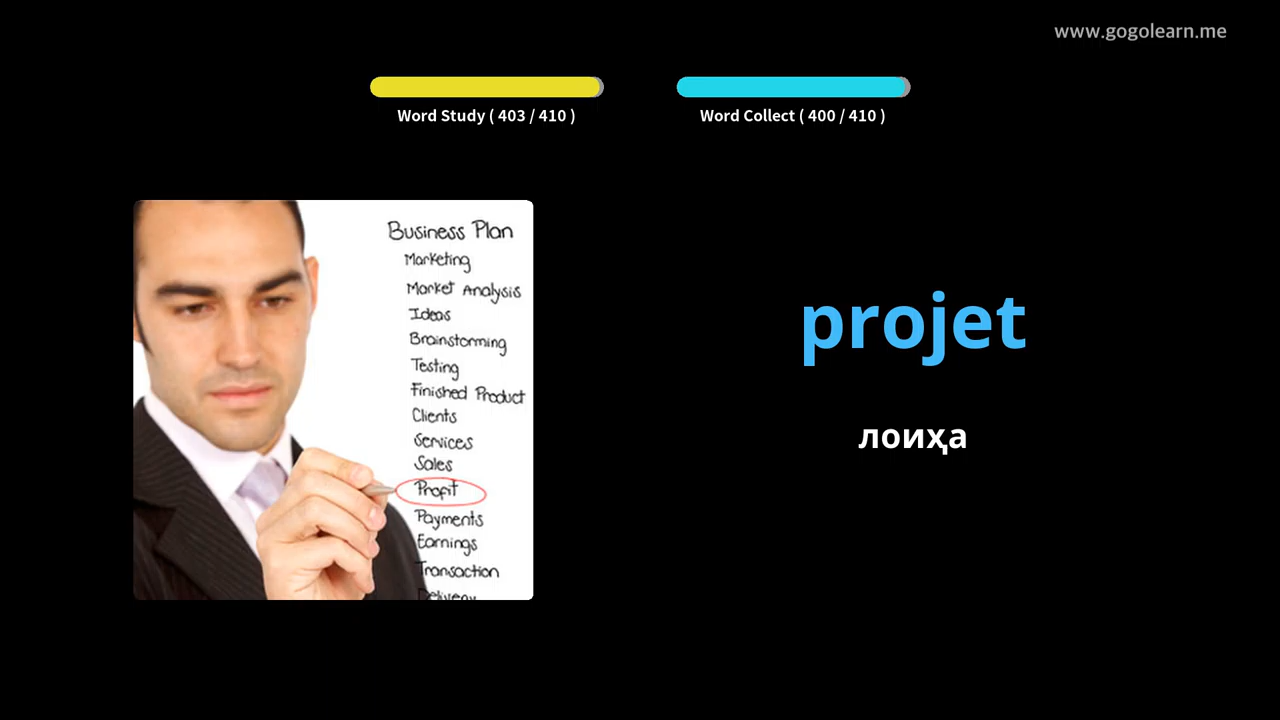 www.gogolearn.me
Word Study ( 403 / 410 )
Word Collect ( 400 / 410 )
Business Plan
Marketing
Market Analysis
Ideas
Brainstorming
Testing
Finished Product
Clients
Services
Sales
Profit
Payments
Earnings
Transaction
Delivery
projet
лоиҳа